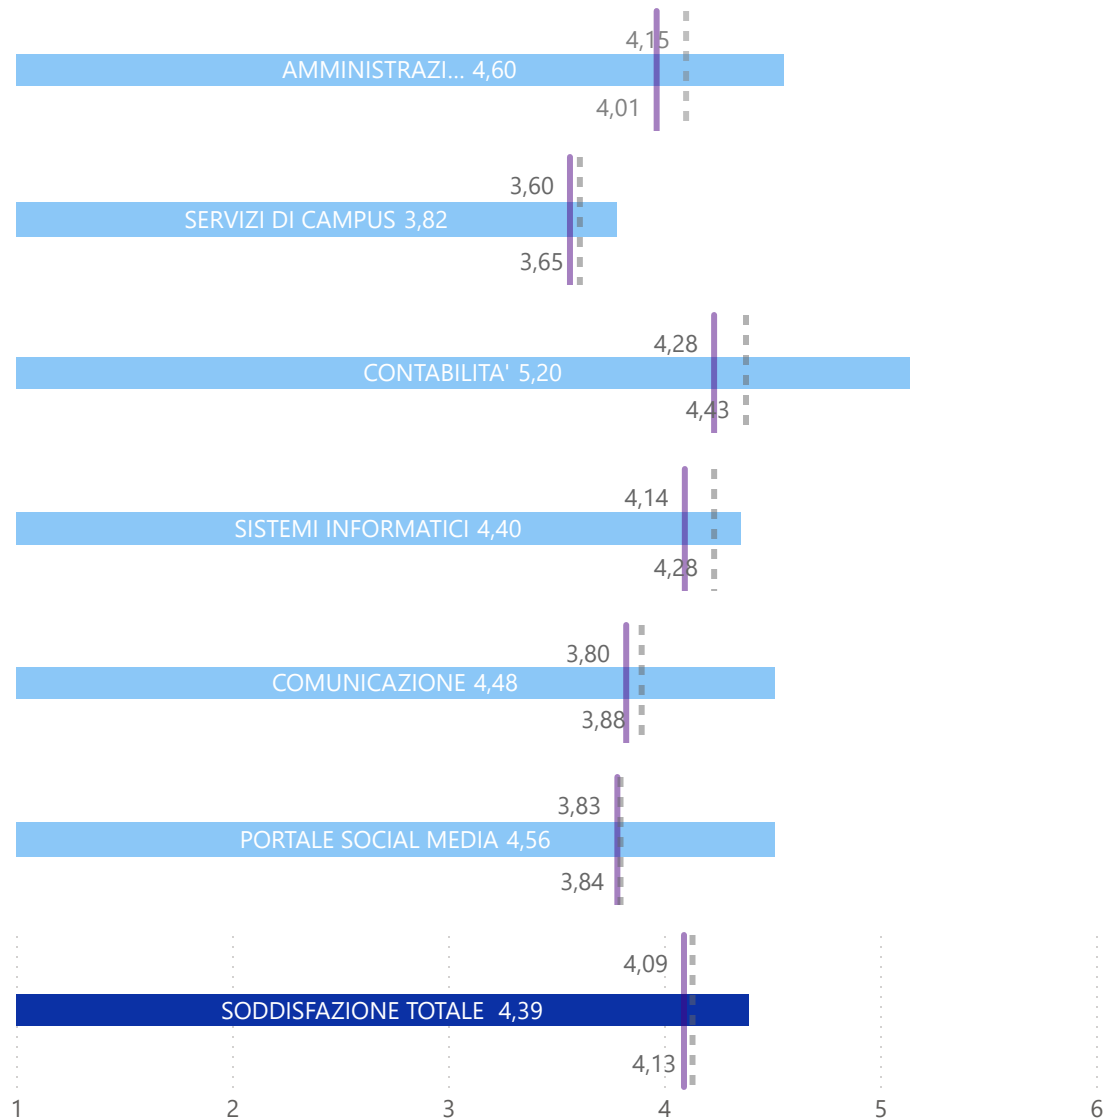 4,15
AMMINISTRAZI... 4,60
4,01
3,60
SERVIZI DI CAMPUS 3,82
3,65
4,28
CONTABILITA' 5,20
4,43
4,14
SISTEMI INFORMATICI 4,40
4,28
3,80
COMUNICAZIONE 4,48
3,88
3,83
PORTALE SOCIAL MEDIA 4,56
3,84
4,09
SODDISFAZIONE TOTALE 4,39
4,13
1 2 3 4 5 6